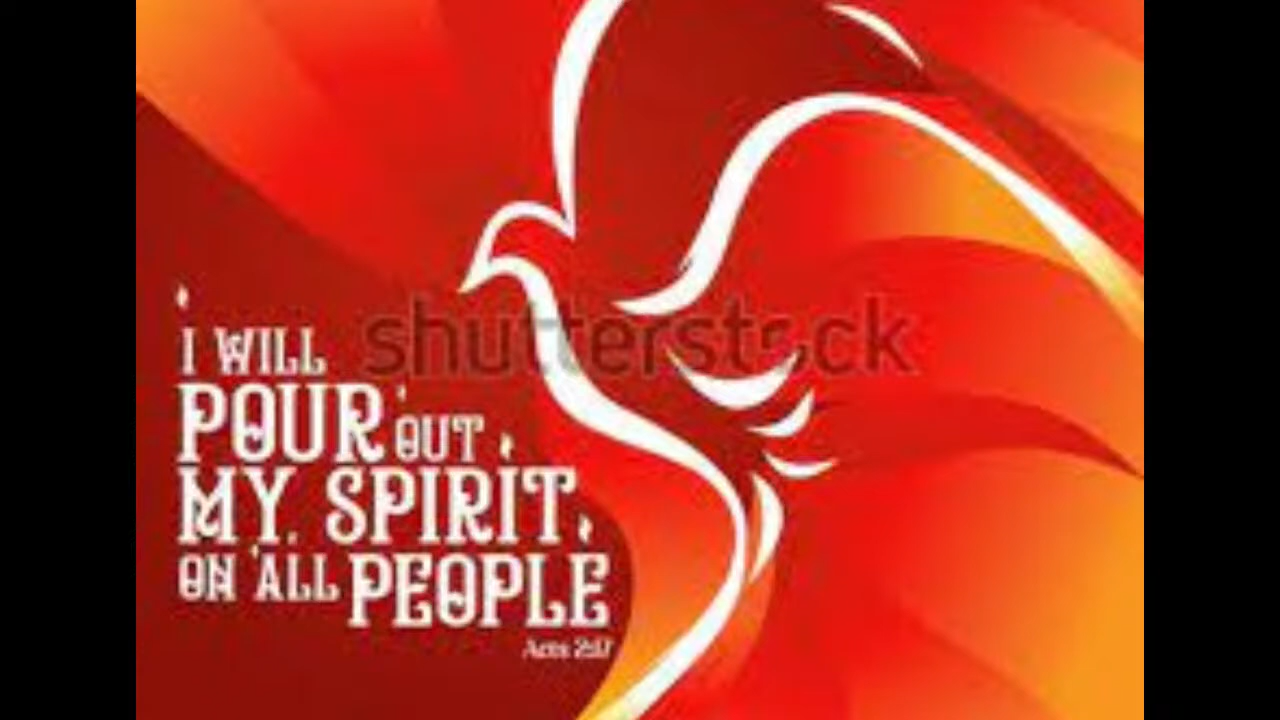 shutterstock
I WILL
POUR OUT
MY SPIRIT
ON ALL PEOPLE
Acts 2:17